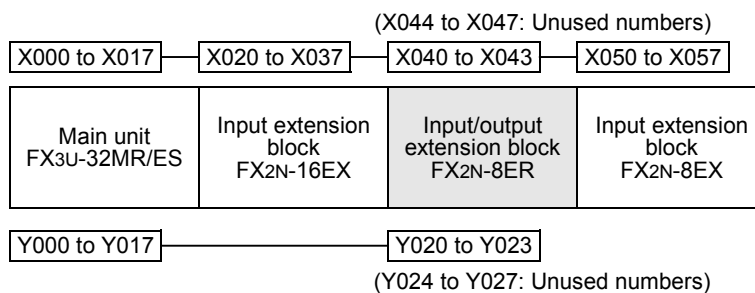 (X044 to X047: Unused numbers)
X000 to X017
X020 to X037
X040 to X043
X050 to X057
Main unit
FX3U-32MR/ES
Input extension
block
FX2N-16EX
Input/output
extension block
FX2N-8ER
Input extension
block
FX2N-8EX
Y000 to Y017
Y020 to Y023
(Y024 to Y027: Unused numbers)